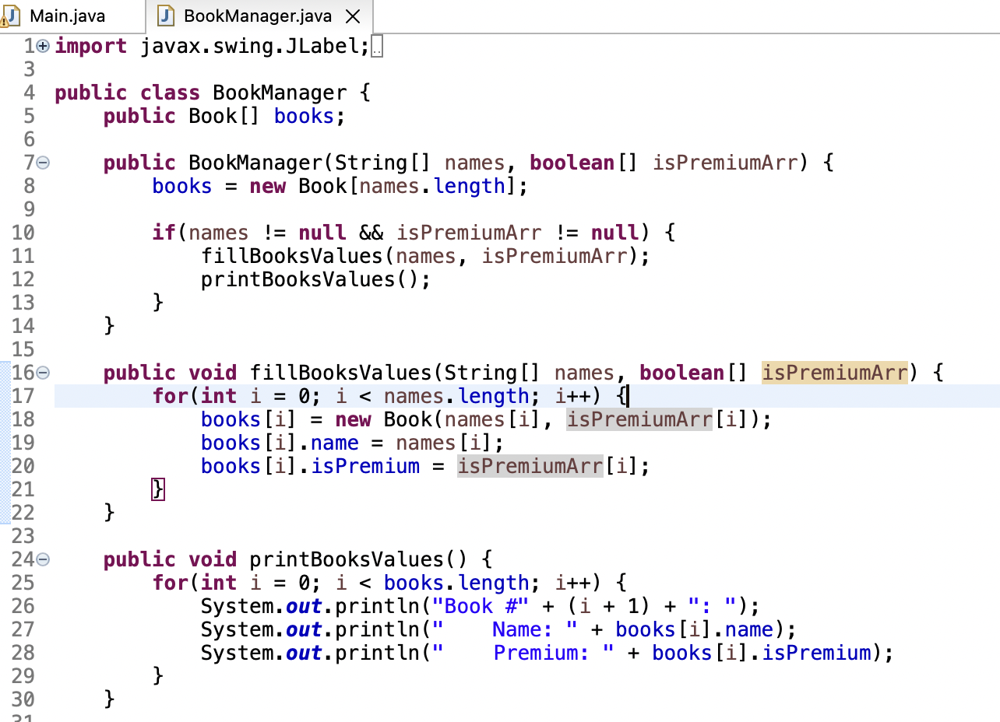 Main.java BookManager.java
1 import javax.swing.JLabel;
3
4 public class BookManager {
5     public Book[] books;
6
7     public BookManager(String[] names, boolean[] isPremiumArr) {
8         books = new Book[names.length];
9
10         if(names != null && isPremiumArr != null) {
11             fillBooksValues(names, isPremiumArr);
12             printBooksValues();
13         }
14     }
15
16     public void fillBooksValues(String[] names, boolean[] isPremiumArr) {
17         for(int i = 0; i < names.length; i++) {
18             books[i] = new Book(names[i], isPremiumArr[i]);
19             books[i].name = names[i];
20             books[i].isPremium = isPremiumArr[i];
21         }
22     }
23
24     public void printBooksValues() {
25         for(int i = 0; i < books.length; i++) {
26             System.out.println("Book #" + (i + 1) + ": ");
27             System.out.println("    Name: " + books[i].name);
28             System.out.println("    Premium: " + books[i].isPremium);
29         }
30     }
31